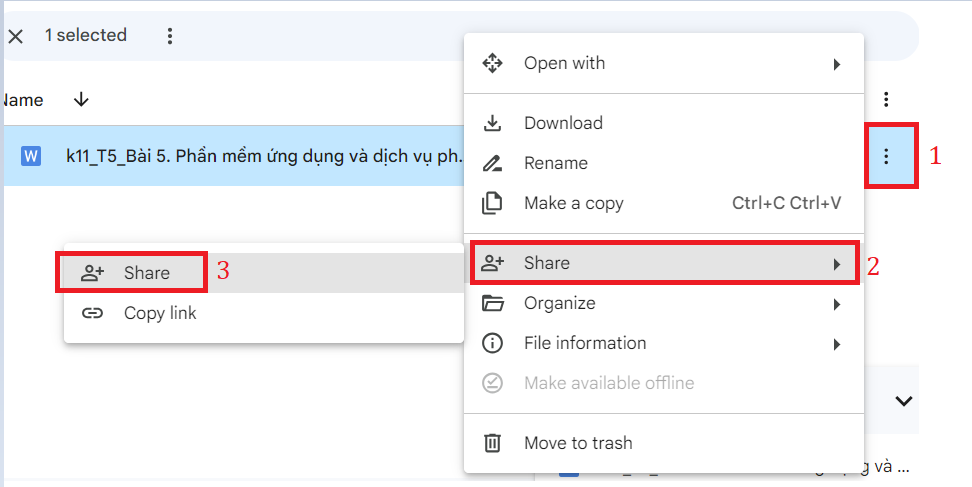 1 selected
Open with
Name
Download
W
k11_T5_Bài 5. Phần mềm ứng dụng và dịch vụ ph...
1
Rename
Make a copy Ctrl+C Ctrl+V
Share 2
Share 3
Organize
Copy link
File information
Make available offline
Move to trash
và ...